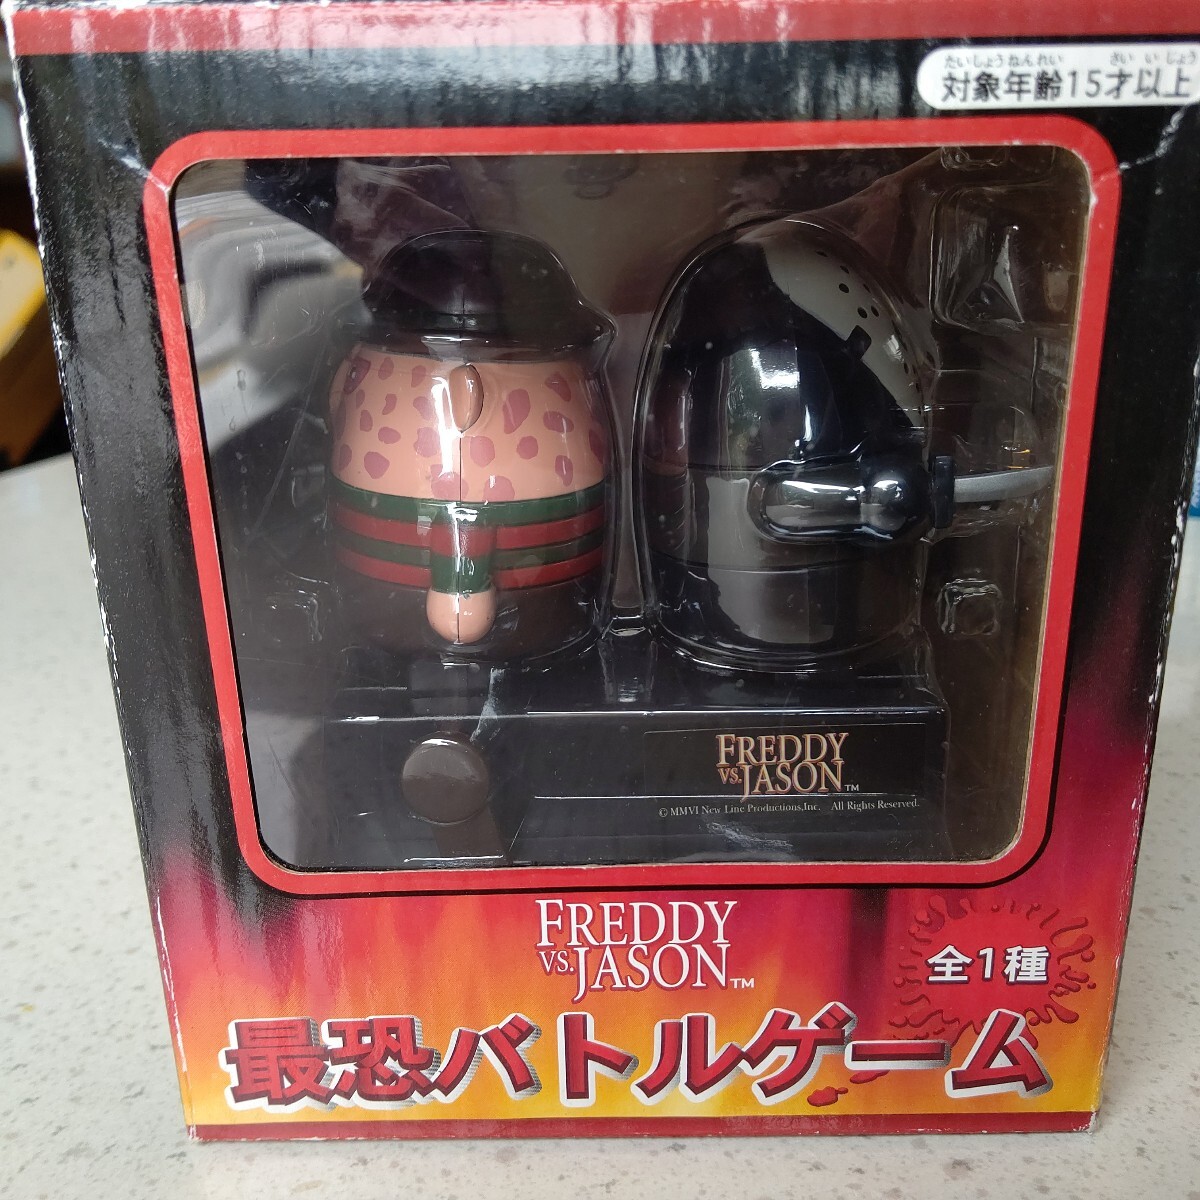 たいしょうねんれい さいいじょう
対象年齢15才以上
FREDDY
VS. JASON™
© MMVI New Line Productions,Inc. All Rights Reserved.
FREDDY
VS. JASON™
全1種
最恐バトルゲーム